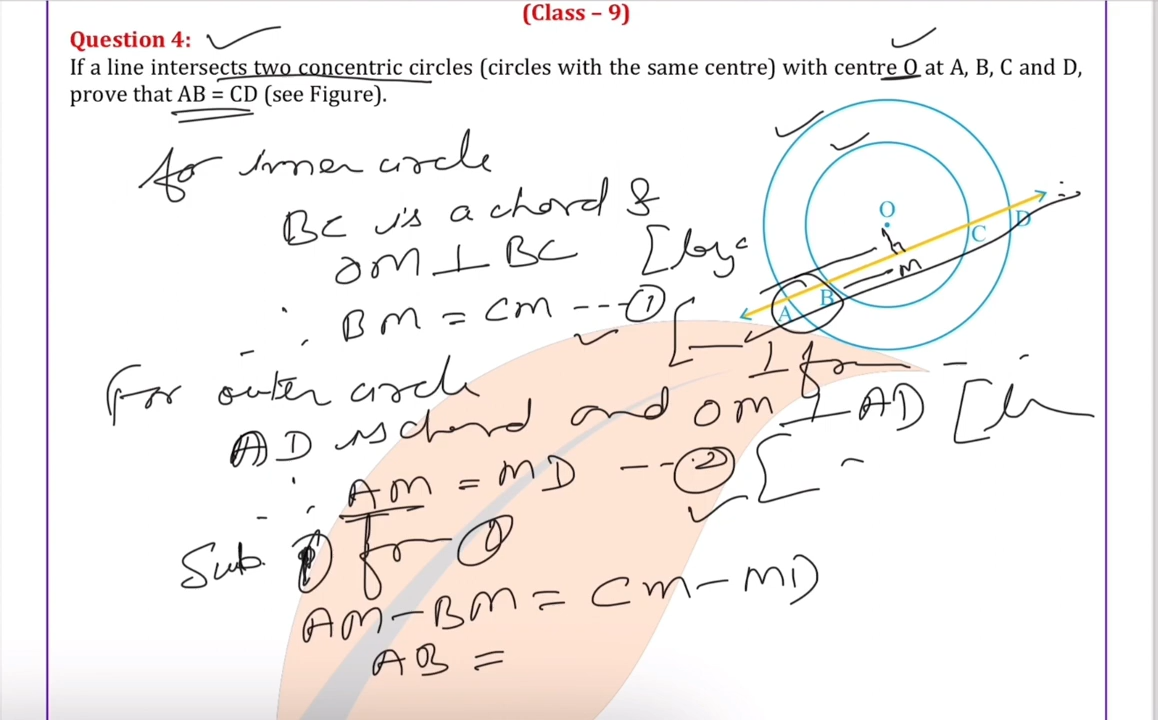 (Class – 9)
Question 4:
If a line intersects two concentric circles (circles with the same centre) with centre O at A, B, C and D,
prove that AB = CD (see Figure).
for inner circle
BC is a chord &
OM ⊥ BC [by c
∴ BM = CM ---①
[ ⊥ from
For outer circle
AD is chord and OM ⊥ AD [
∴ AM = MD ---② [
Sub. ① from
AM – BM = CM – MD
AB =
O
A
B
C
D
M